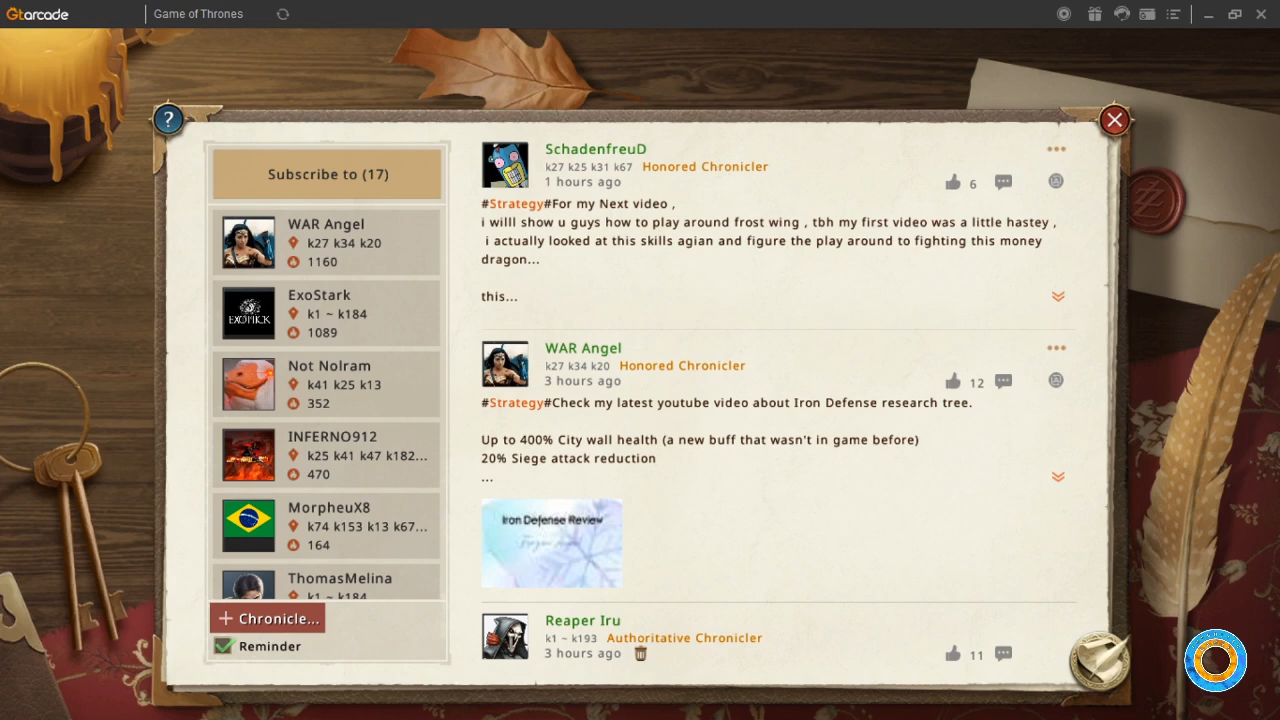 Gtarcade
Game of Thrones
?
Subscribe to (17)
WAR Angel
k27 k34 k20
1160
EXOTICK
ExoStark
k1 ~ k184
1089
Not Nolram
k41 k25 k13
352
INFERNO912
k25 k41 k47 k182...
470
MorpheuX8
k74 k153 k13 k67...
164
ThomasMelina
k1 ~ k184
+ Chronicle...
Reminder
SchadenfreuD
k27 k25 k31 k67 Honored Chronicler
1 hours ago
6
#Strategy#For my Next video ,
i willl show u guys how to play around frost wing , tbh my first video was a little hastey ,
i actually looked at this skills agian and figure the play around to fighting this money
dragon...
this...
WAR Angel
k27 k34 k20 Honored Chronicler
3 hours ago
12
#Strategy#Check my latest youtube video about Iron Defense research tree.
Up to 400% City wall health (a new buff that wasn't in game before)
20% Siege attack reduction
...
Iron Defense Review
Reaper Iru
k1 ~ k193 Authoritative Chronicler
3 hours ago
11